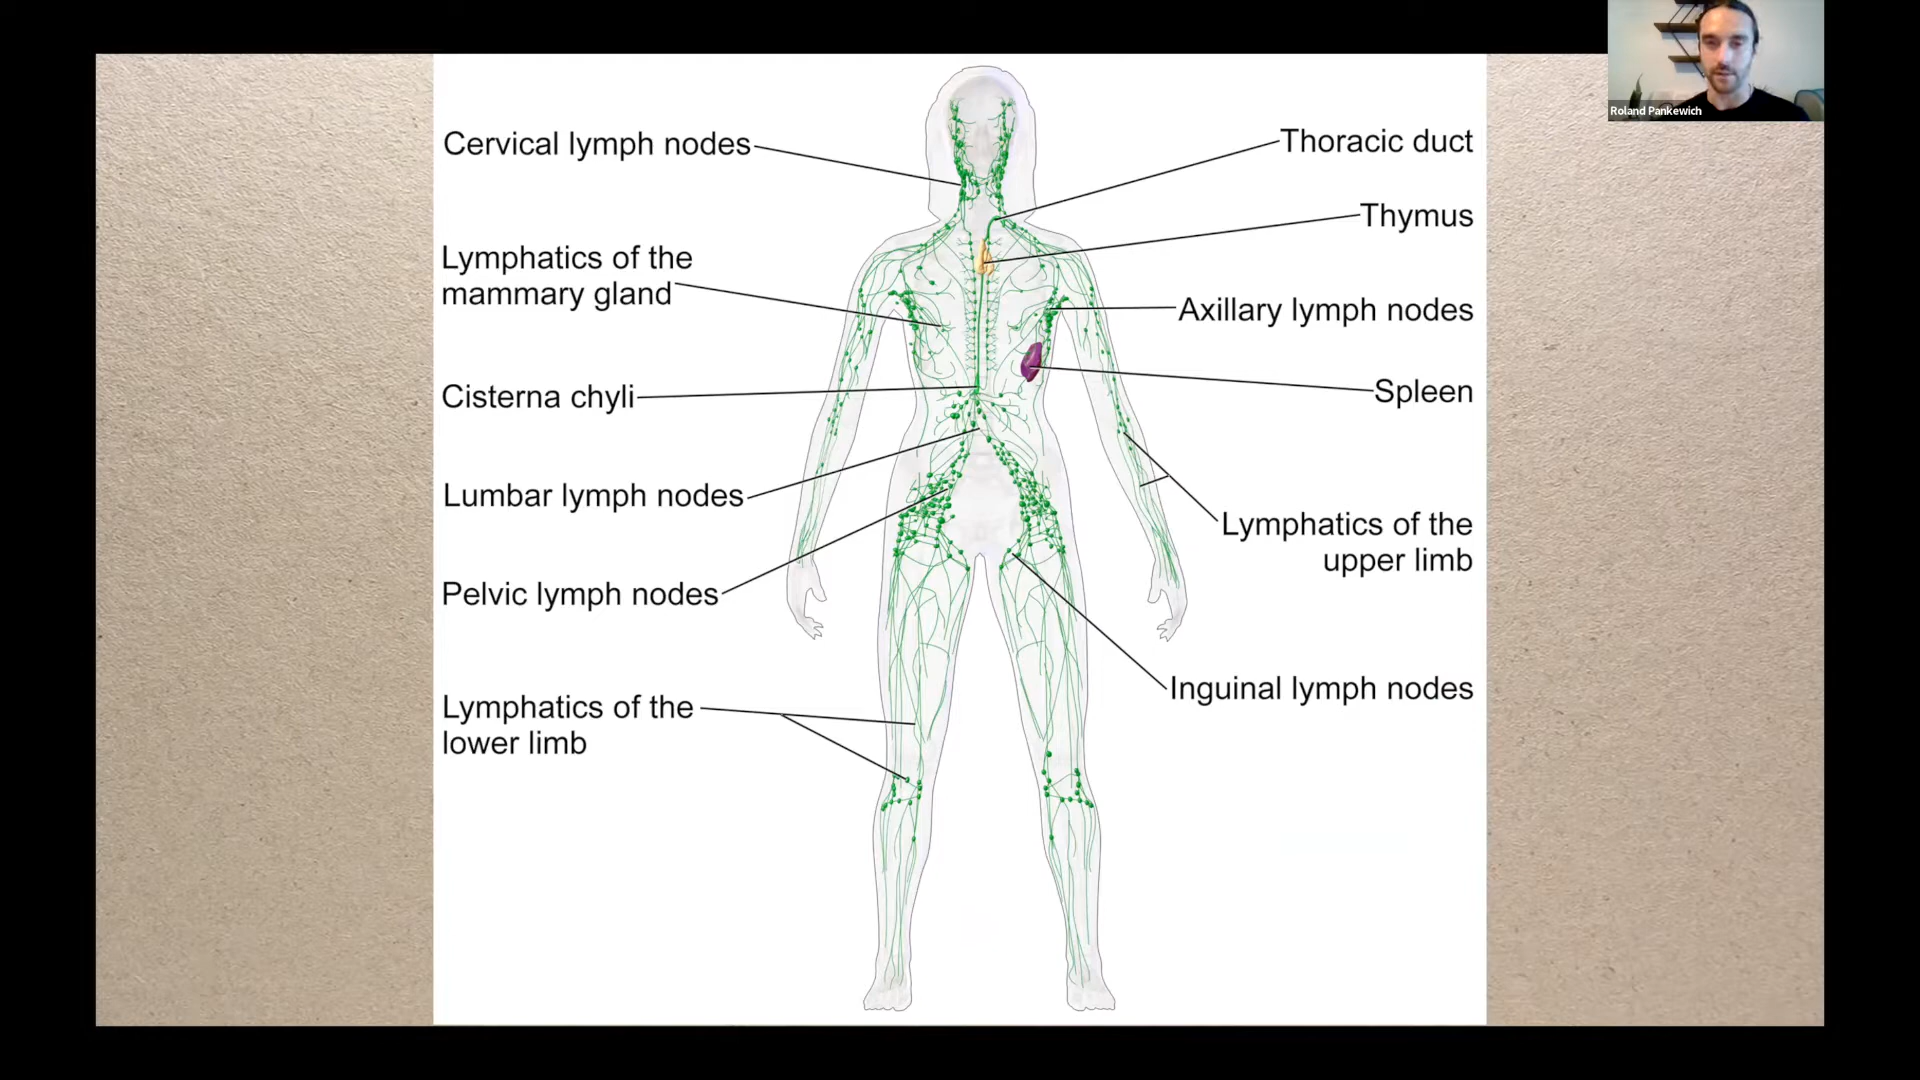 Roland Pankewich
Cervical lymph nodes
Lymphatics of the
mammary gland
Cisterna chyli
Lumbar lymph nodes
Pelvic lymph nodes
Lymphatics of the
lower limb
Thoracic duct
Thymus
Axillary lymph nodes
Spleen
Lymphatics of the
upper limb
Inguinal lymph nodes